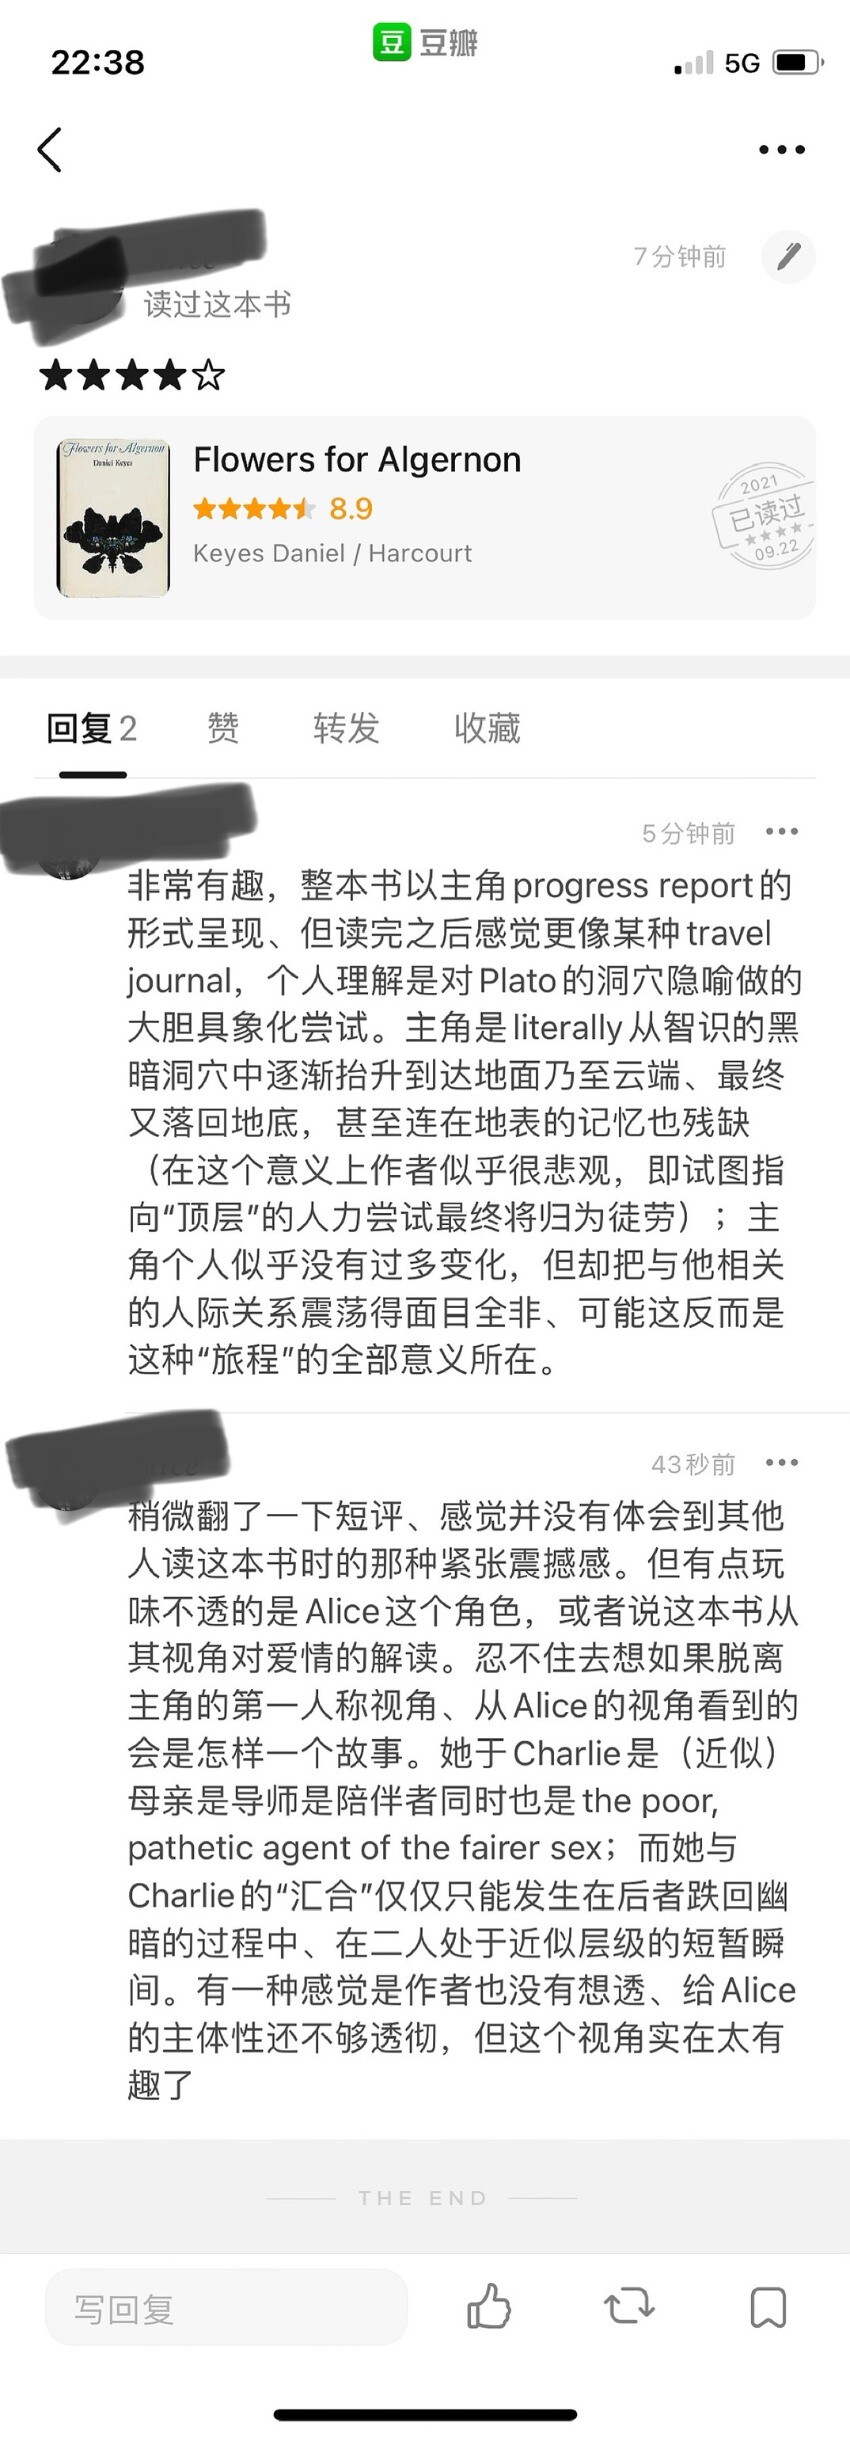 22:38
豆 豆瓣
5G
7分钟前
读过这本书
Flowers for Algernon
Daniel Keyes
Flowers for Algernon
8.9
Keyes Daniel / Harcourt
2021
已读过
09.22
回复 2 赞 转发 收藏
5分钟前
非常有趣，整本书以主角progress report的
形式呈现、但读完之后感觉更像某种travel
journal，个人理解是对Plato的洞穴隐喻做的
大胆具象化尝试。主角是literally从智识的黑
暗洞穴中逐渐抬升到达地面乃至云端、最终
又落回地底，甚至连在地表的记忆也残缺
（在这个意义上作者似乎很悲观，即试图指
向“顶层”的人力尝试最终将归为徒劳）；主
角个人似乎没有过多变化，但却把与他相关
的人际关系震荡得面目全非、可能这反而是
这种“旅程”的全部意义所在。
43秒前
稍微翻了一下短评、感觉并没有体会到其他
人读这本书时的那种紧张震撼感。但有点玩
味不透的是Alice这个角色，或者说这本书从
其视角对爱情的解读。忍不住去想如果脱离
主角的第一人称视角、从Alice的视角看到的
会是怎样一个故事。她于Charlie是（近似）
母亲是导师是陪伴者同时也是the poor,
pathetic agent of the fairer sex；而她与
Charlie的“汇合”仅仅只能发生在后者跌回幽
暗的过程中、在二人处于近似层级的短暂瞬
间。有一种感觉是作者也没有想透、给Alice
的主体性还不够透彻，但这个视角实在太有
趣了
THE END
写回复